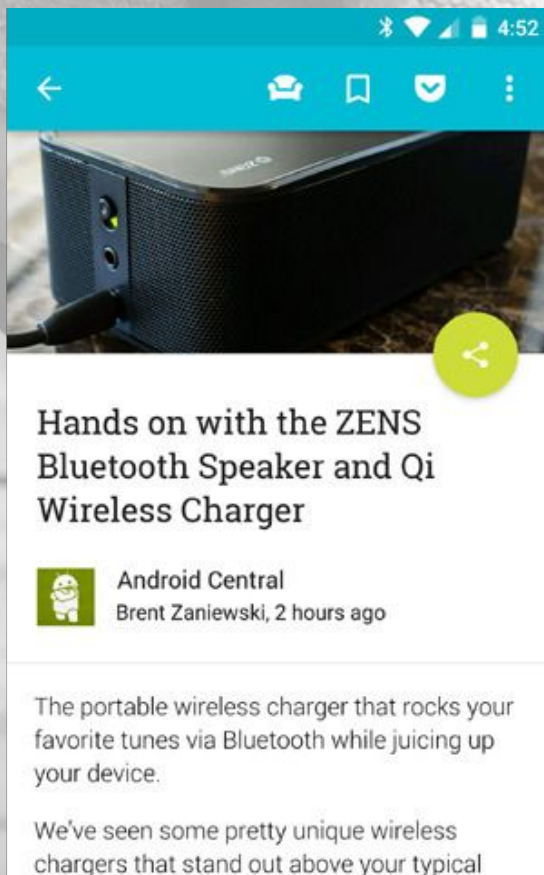 4:52
ZENS
Hands on with the ZENS
Bluetooth Speaker and Qi
Wireless Charger
Android Central
Brent Zaniewski, 2 hours ago
The portable wireless charger that rocks your
favorite tunes via Bluetooth while juicing up
your device.
We've seen some pretty unique wireless
chargers that stand out above your typical